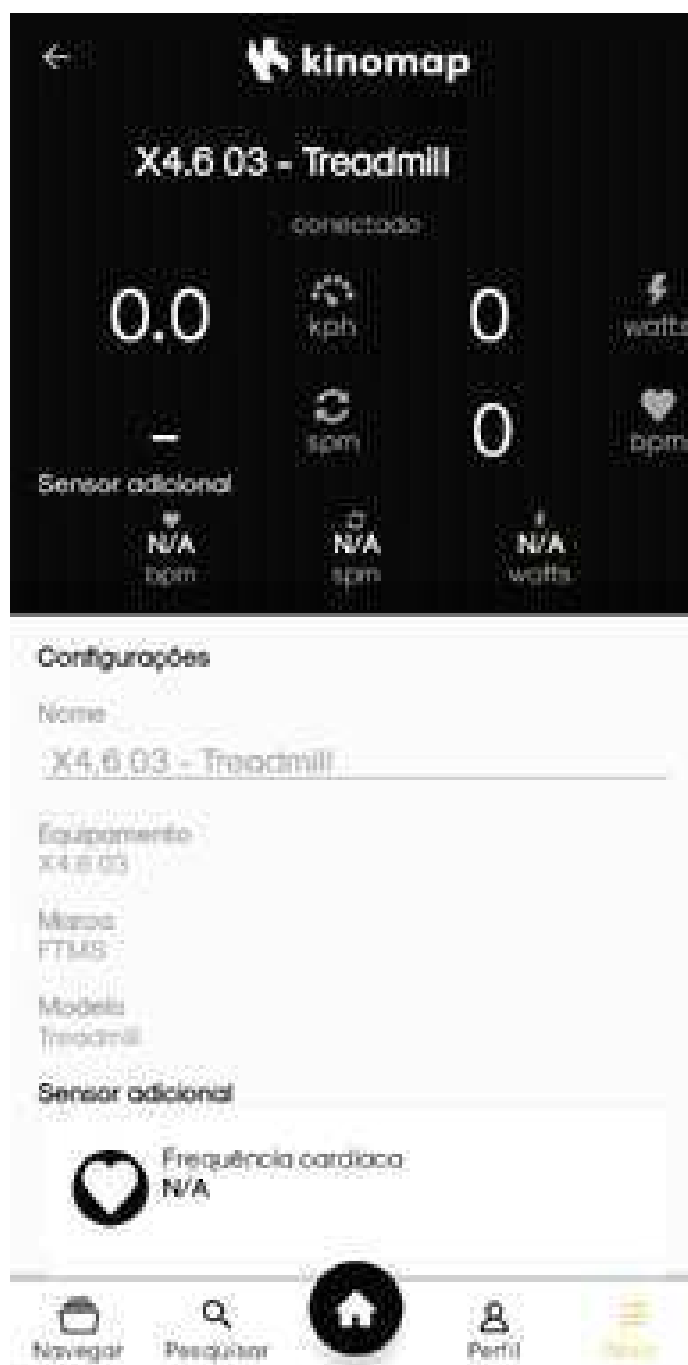 kinomap
X4.6 03 - Treadmill
conectado
0.0 kph 0 watts
- spm 0 bpm
Sensor adicional
N/A N/A N/A
bpm spm watts
Configurações
Nome
X4.6 03 - Treadmill
Equipamento
X4.6 03
Marca
FTMS
Modelo
Treadmill
Sensor adicional
Frequência cardíaca
N/A
Navegar Pesquisar Perfil